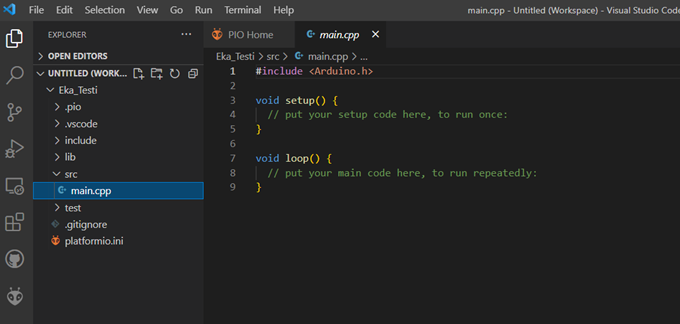 File Edit Selection View Go Run Terminal Help main.cpp - Untitled (Workspace) - Visual Studio Code
EXPLORER ...
OPEN EDITORS
UNTITLED (WORK...
Eka_Testi
.pio
.vscode
include
lib
src
main.cpp
test
.gitignore
platformio.ini
PIO Home main.cpp
Eka_Testi > src > main.cpp > ...
1 #include <Arduino.h>
2
3 void setup() {
4 // put your setup code here, to run once:
5 }
6
7 void loop() {
8 // put your main code here, to run repeatedly:
9 }